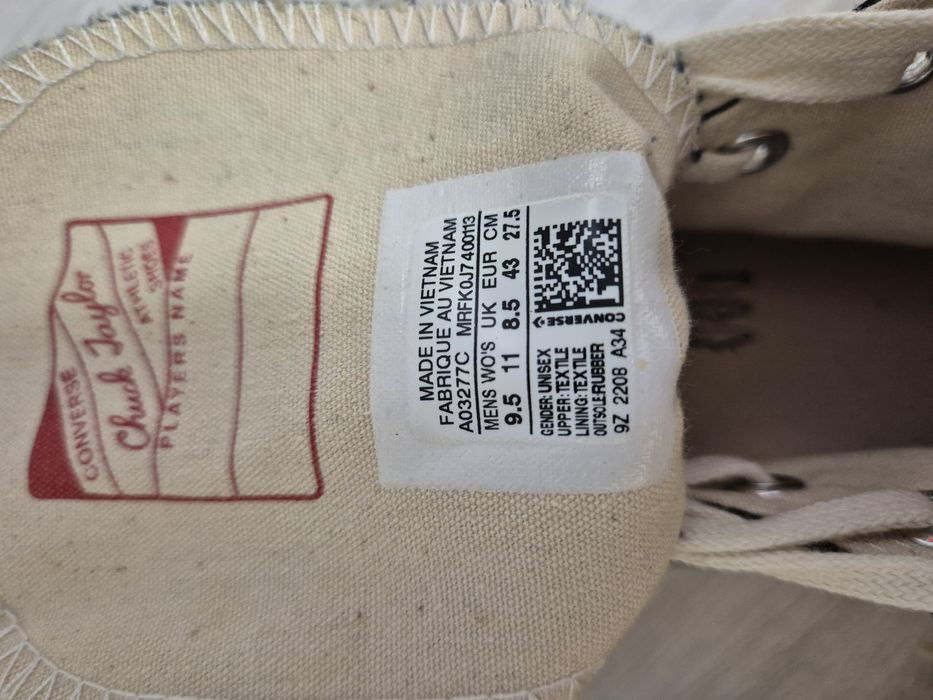 CONVERSE
Chuck Taylor
ATHLETIC
SHOES
PLAYERS NAME
MADE IN VIETNAM
FABRIQUE AU VIETNAM
A03277C MRFK0J7400113
MENS WO'S UK EUR CM
9.5 11 8.5 43 27.5
GENDER: UNISEX
UPPER: TEXTILE
LINING: TEXTILE
OUTSOLE:RUBBER
9Z 2208 A34
CONVERSE